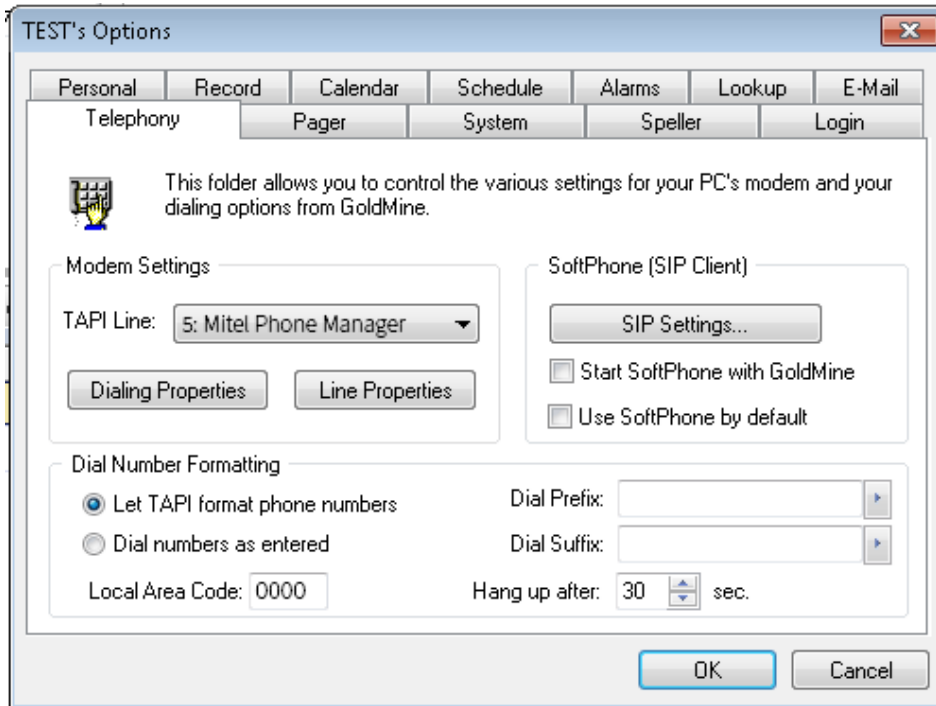 TEST's Options
Personal Record Calendar Schedule Alarms Lookup E-Mail
Telephony Pager System Speller Login
This folder allows you to control the various settings for your PC's modem and your
dialing options from GoldMine.
Modem Settings
TAPI Line: 5: Mitel Phone Manager
Dialing Properties Line Properties
SoftPhone (SIP Client)
SIP Settings...
Start SoftPhone with GoldMine
Use SoftPhone by default
Dial Number Formatting
Let TAPI format phone numbers
Dial numbers as entered
Local Area Code: 0000
Dial Prefix:
Dial Suffix:
Hang up after: 30 sec.
OK Cancel